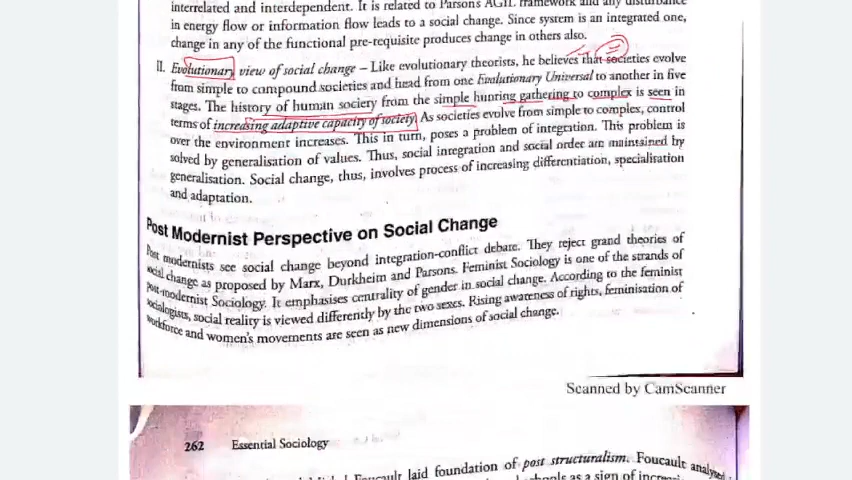 interrelated and interdependent. It is related to Parsons AGIL framework and any disturbance
in energy flow or information flow leads to a social change. Since system is an integrated one,
change in any of the functional pre-requisite produces change in others also.
II. Evolutionary view of social change – Like evolutionary theorists, he believes that societies evolve
from simple to compound societies and head from one Evolutionary Universal to another in five
stages. The history of human society from the simple hunting gathering to complex is seen in
terms of increasing adaptive capacity of society. As societies evolve from simple to complex, control
over the environment increases. This in turn, poses a problem of integration. This problem is
solved by generalisation of values. Thus, social integration and social order are maintained by
generalisation. Social change, thus, involves process of increasing differentiation, specialisation
and adaptation.
Post Modernist Perspective on Social Change
Post modernists see social change beyond integration-conflict debate. They reject grand theories of
social change as proposed by Marx, Durkheim and Parsons. Feminist Sociology is one of the strands of
post-modernist Sociology. It emphasises centrality of gender in social change. According to the feminist
sociologists, social reality is viewed differently by the two sexes. Rising awareness of rights, feminisation of
workforce and women's movements are seen as new dimensions of social change.
Scanned by CamScanner
262 Essential Sociology
Foucault laid foundation of post structuralism. Foucault analysed
as a sign of